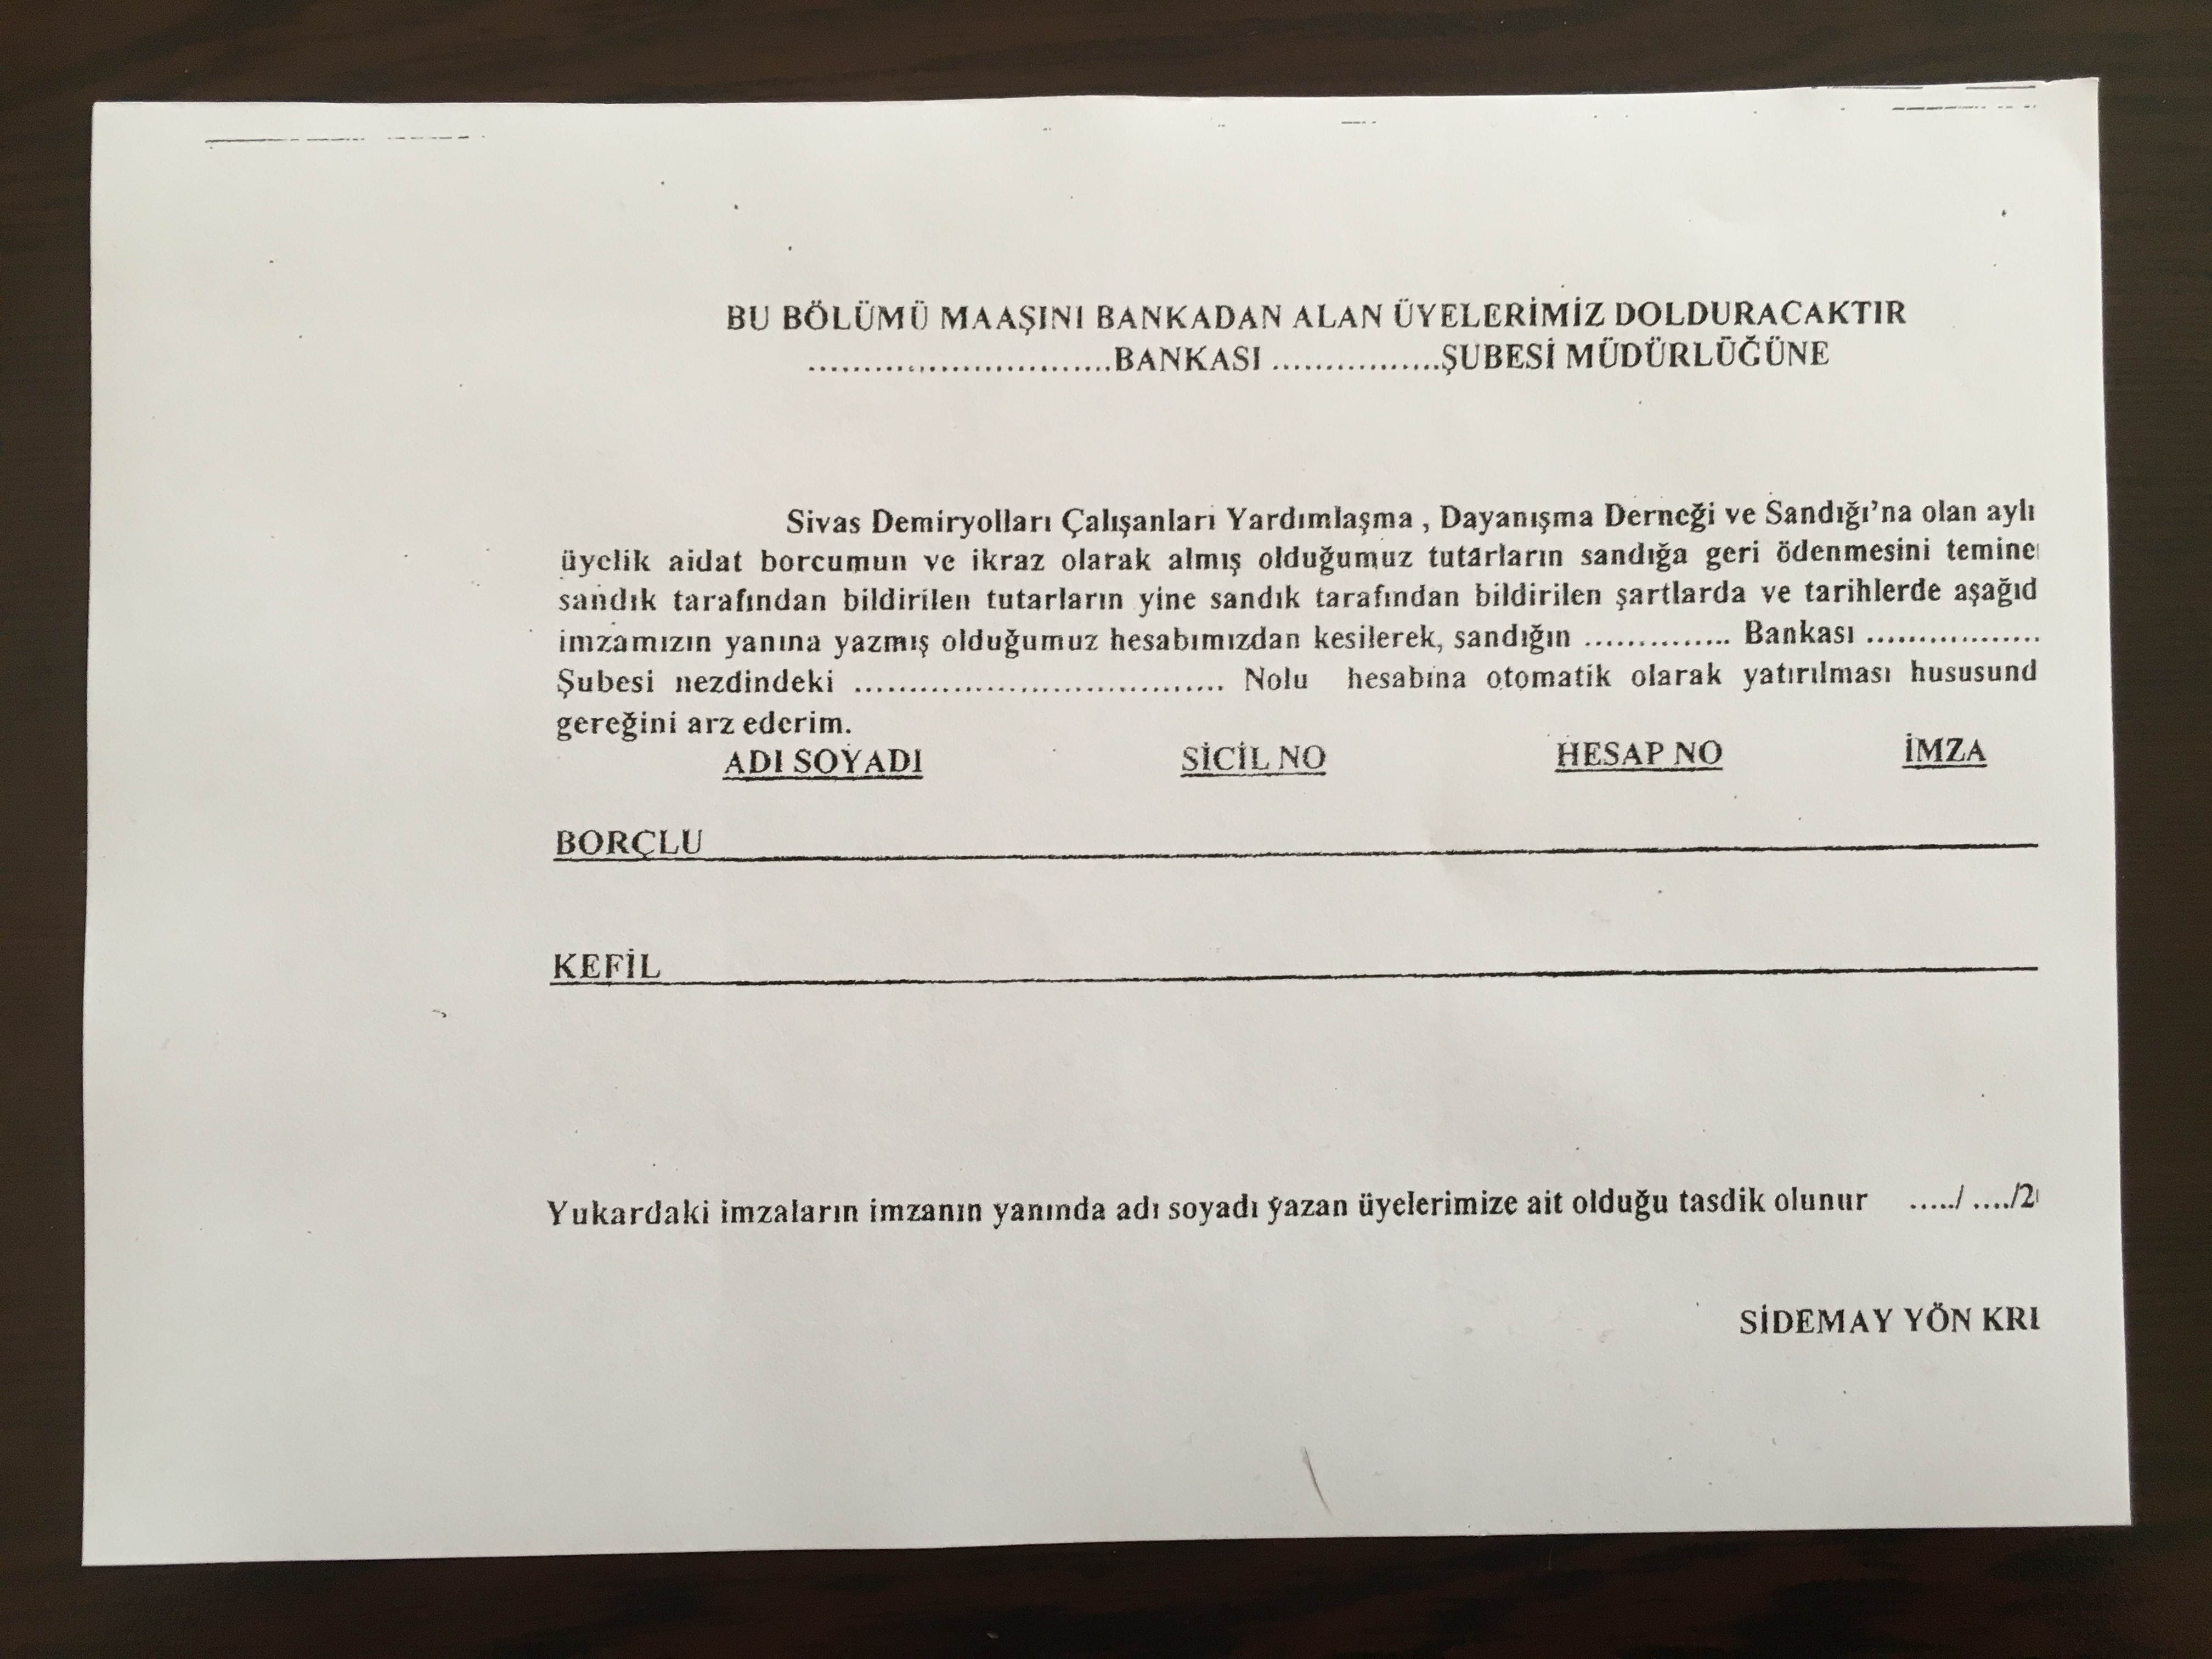 BU BÖLÜMÜ MAAŞINI BANKADAN ALAN ÜYELERİMİZ DOLDURACAKTIR
..............................BANKASI ................ŞUBESİ MÜDÜRLÜĞÜNE
Sivas Demiryolları Çalışanları Yardımlaşma , Dayanışma Derneği ve Sandığı'na olan aylı
üyelik aidat borcumun ve ikraz olarak almış olduğumuz tutarların sandığa geri ödenmesini temine
sandık tarafından bildirilen tutarların yine sandık tarafından bildirilen şartlarda ve tarihlerde aşağıd
imzamızın yanına yazmış olduğumuz hesabımızdan kesilerek, sandığın .............. Bankası ................
Şubesi nezdindeki .................................... Nolu hesabına otomatik olarak yatırılması hususund
gereğini arz ederim.
ADI SOYADI SİCİL NO HESAP NO İMZA
BORÇLU
KEFİL
Yukardaki imzaların imzanın yanında adı soyadı yazan üyelerimize ait olduğu tasdik olunur ...../ ..../2
SİDEMAY YÖN KRI